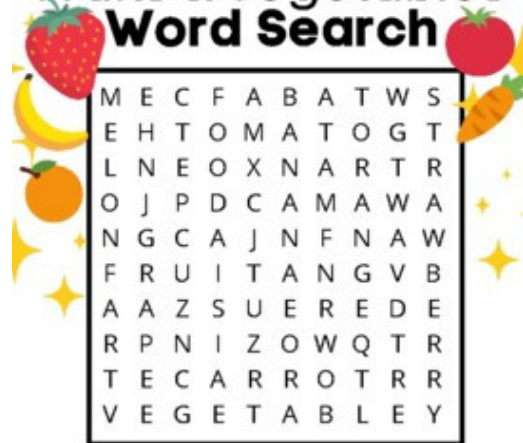 Word Search
M E C F A B A T W S
E H T O M A T O G T
L N E O X N A R T R
O J P D C A M A W A
N G C A J N F N A W
F R U I T A N G V B
A A Z S U E R E D E
R P N I Z O W Q T R
T E C A R R O T R R
V E G E T A B L E Y